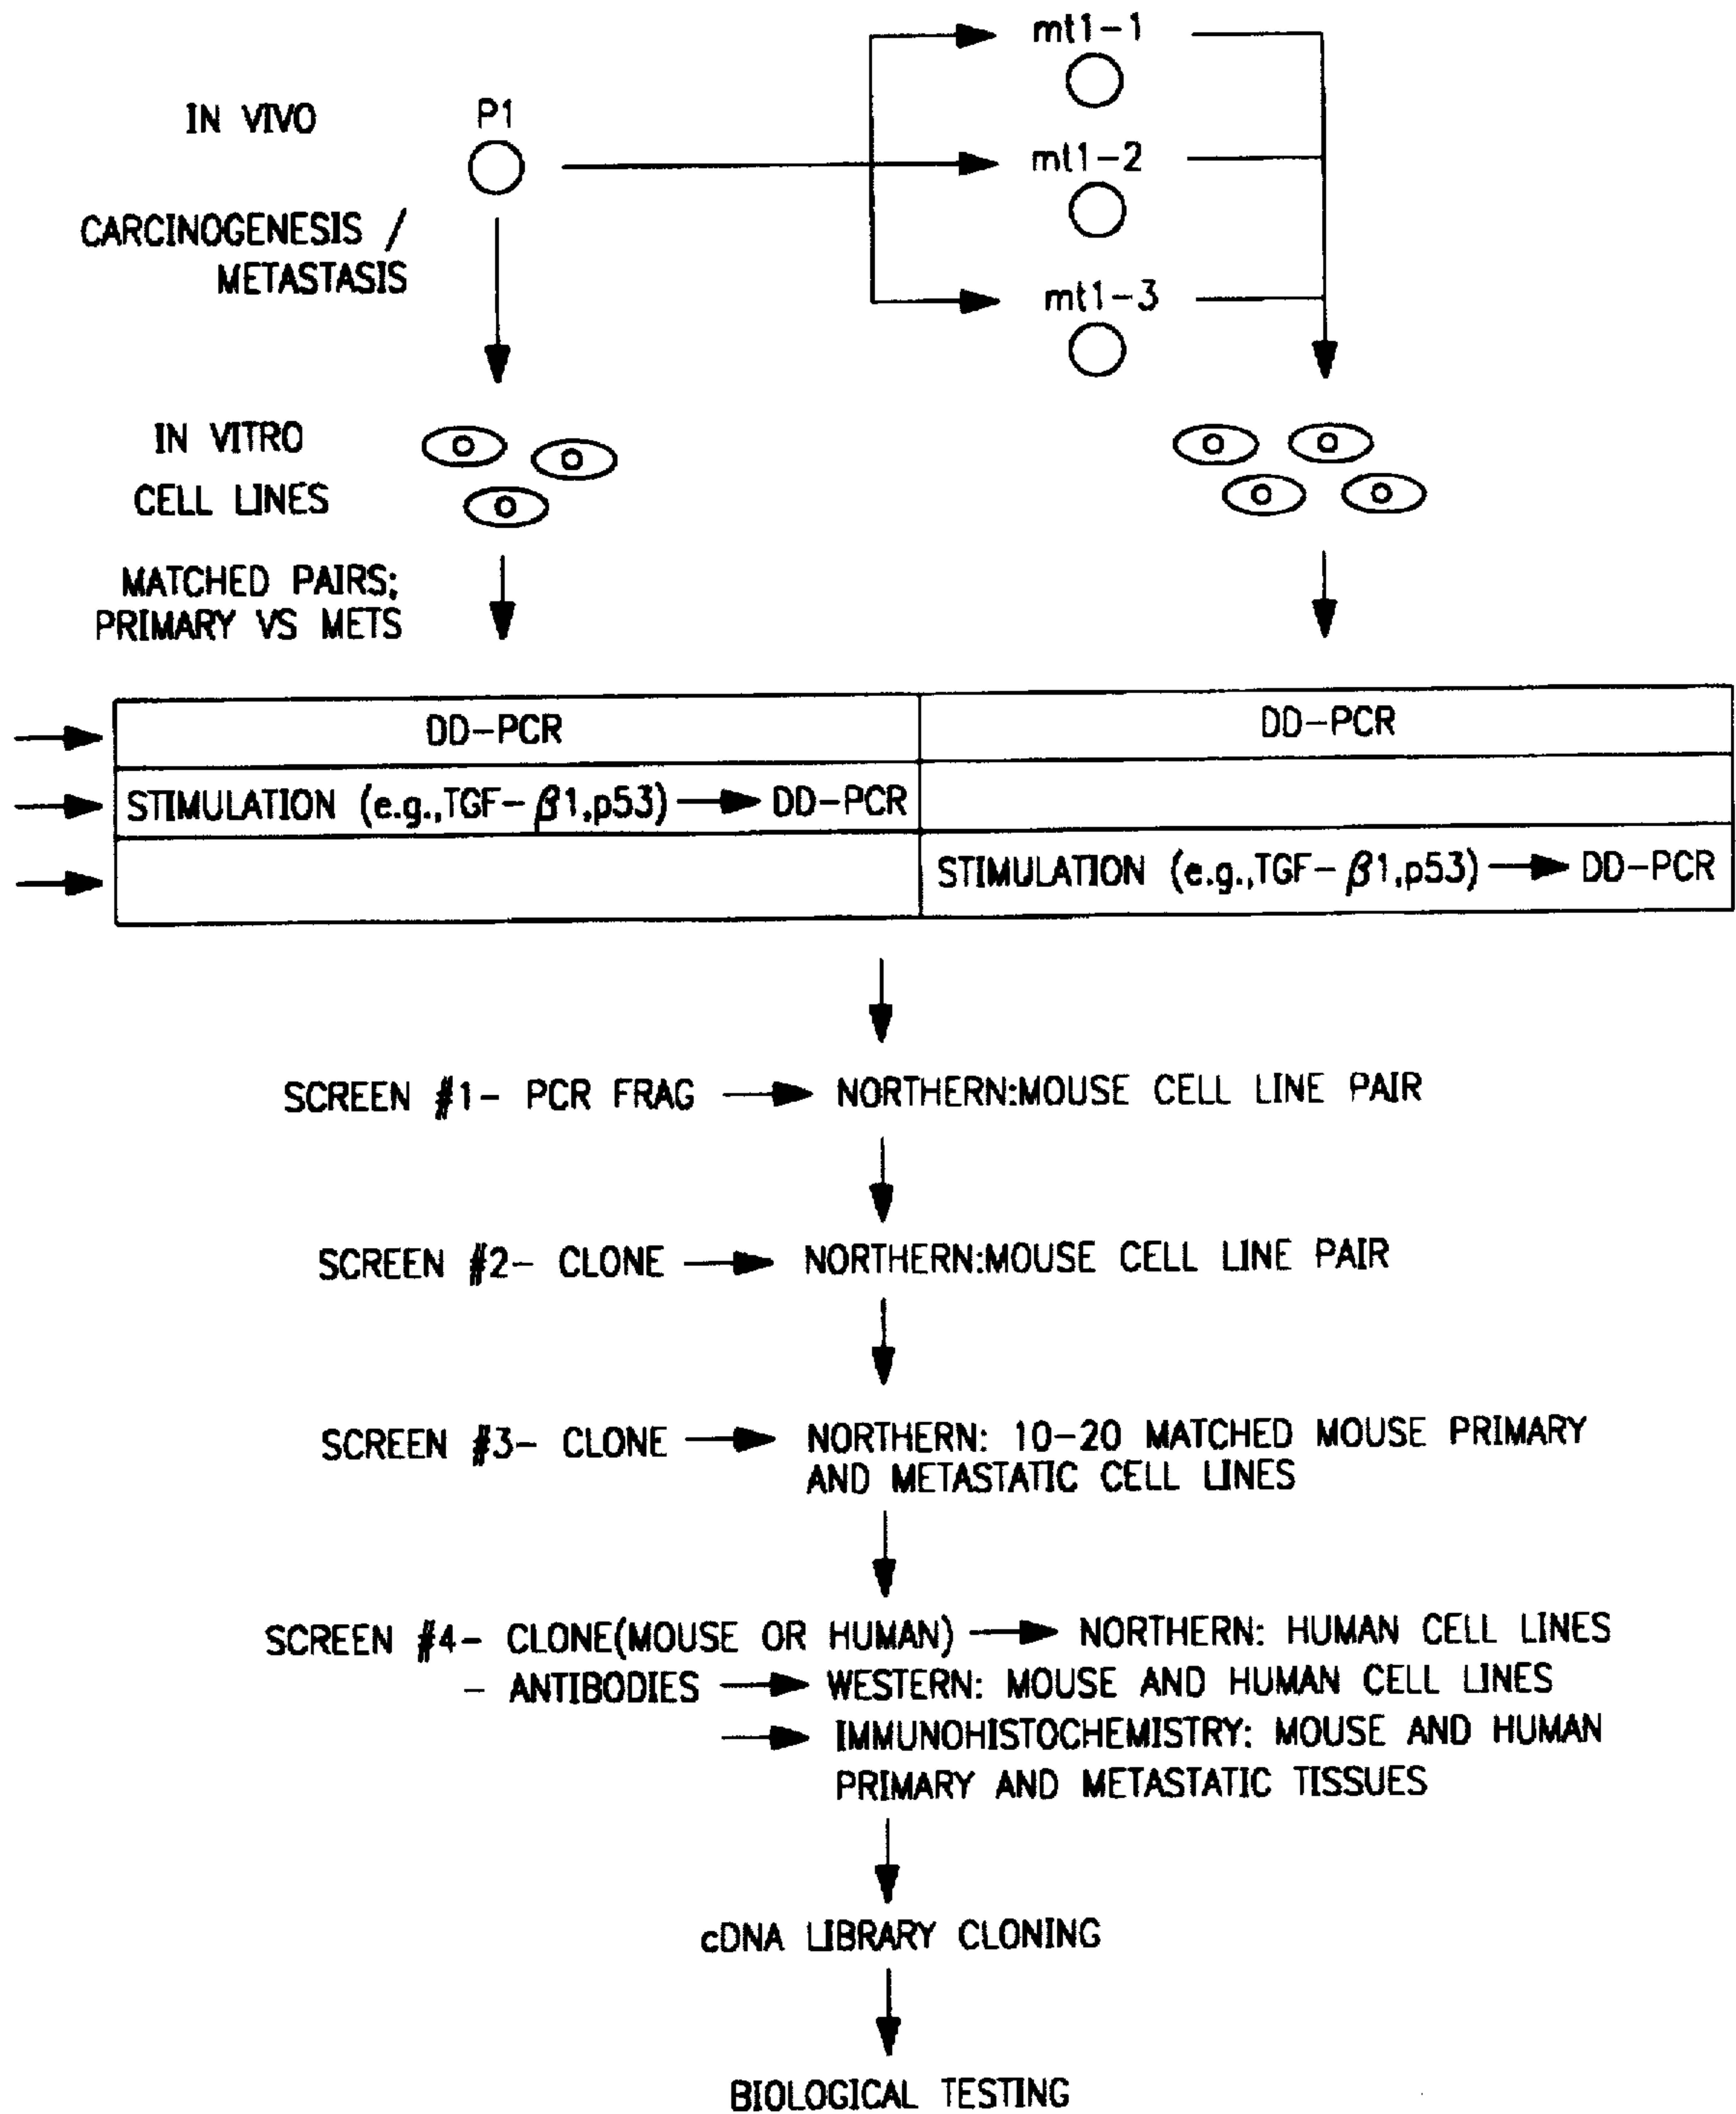 mt1-1
IN VIVO P1
mt1-2
CARCINOGENESIS /
METASTASIS
mt1-3
IN VITRO
CELL LINES
MATCHED PAIRS;
PRIMARY VS METS
DD-PCR DD-PCR
STIMULATION (e.g.,TGF-β1,p53) → DD-PCR
STIMULATION (e.g.,TGF-β1,p53) → DD-PCR
SCREEN #1- PCR FRAG → NORTHERN:MOUSE CELL LINE PAIR
SCREEN #2- CLONE → NORTHERN:MOUSE CELL LINE PAIR
SCREEN #3- CLONE → NORTHERN: 10-20 MATCHED MOUSE PRIMARY
AND METASTATIC CELL LINES
SCREEN #4- CLONE(MOUSE OR HUMAN) → NORTHERN: HUMAN CELL LINES
- ANTIBODIES → WESTERN: MOUSE AND HUMAN CELL LINES
→ IMMUNOHISTOCHEMISTRY: MOUSE AND HUMAN
PRIMARY AND METASTATIC TISSUES
cDNA LIBRARY CLONING
BIOLOGICAL TESTING